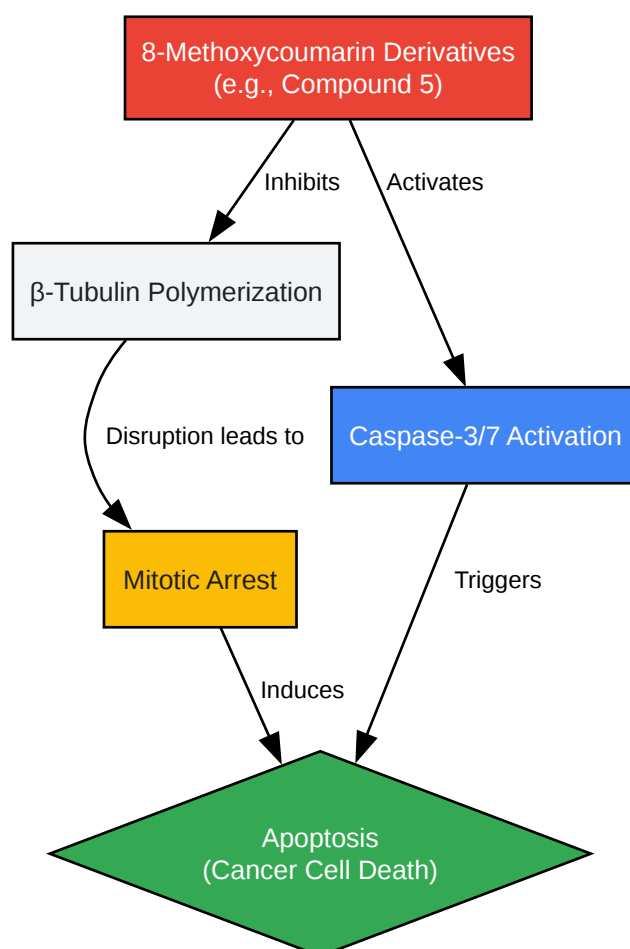 8-Methoxycoumarin Derivatives
(e.g., Compound 5)
Inhibits
Activates
β-Tubulin Polymerization
Disruption leads to
Caspase-3/7 Activation
Mitotic Arrest
Triggers
Induces
Apoptosis
(Cancer Cell Death)